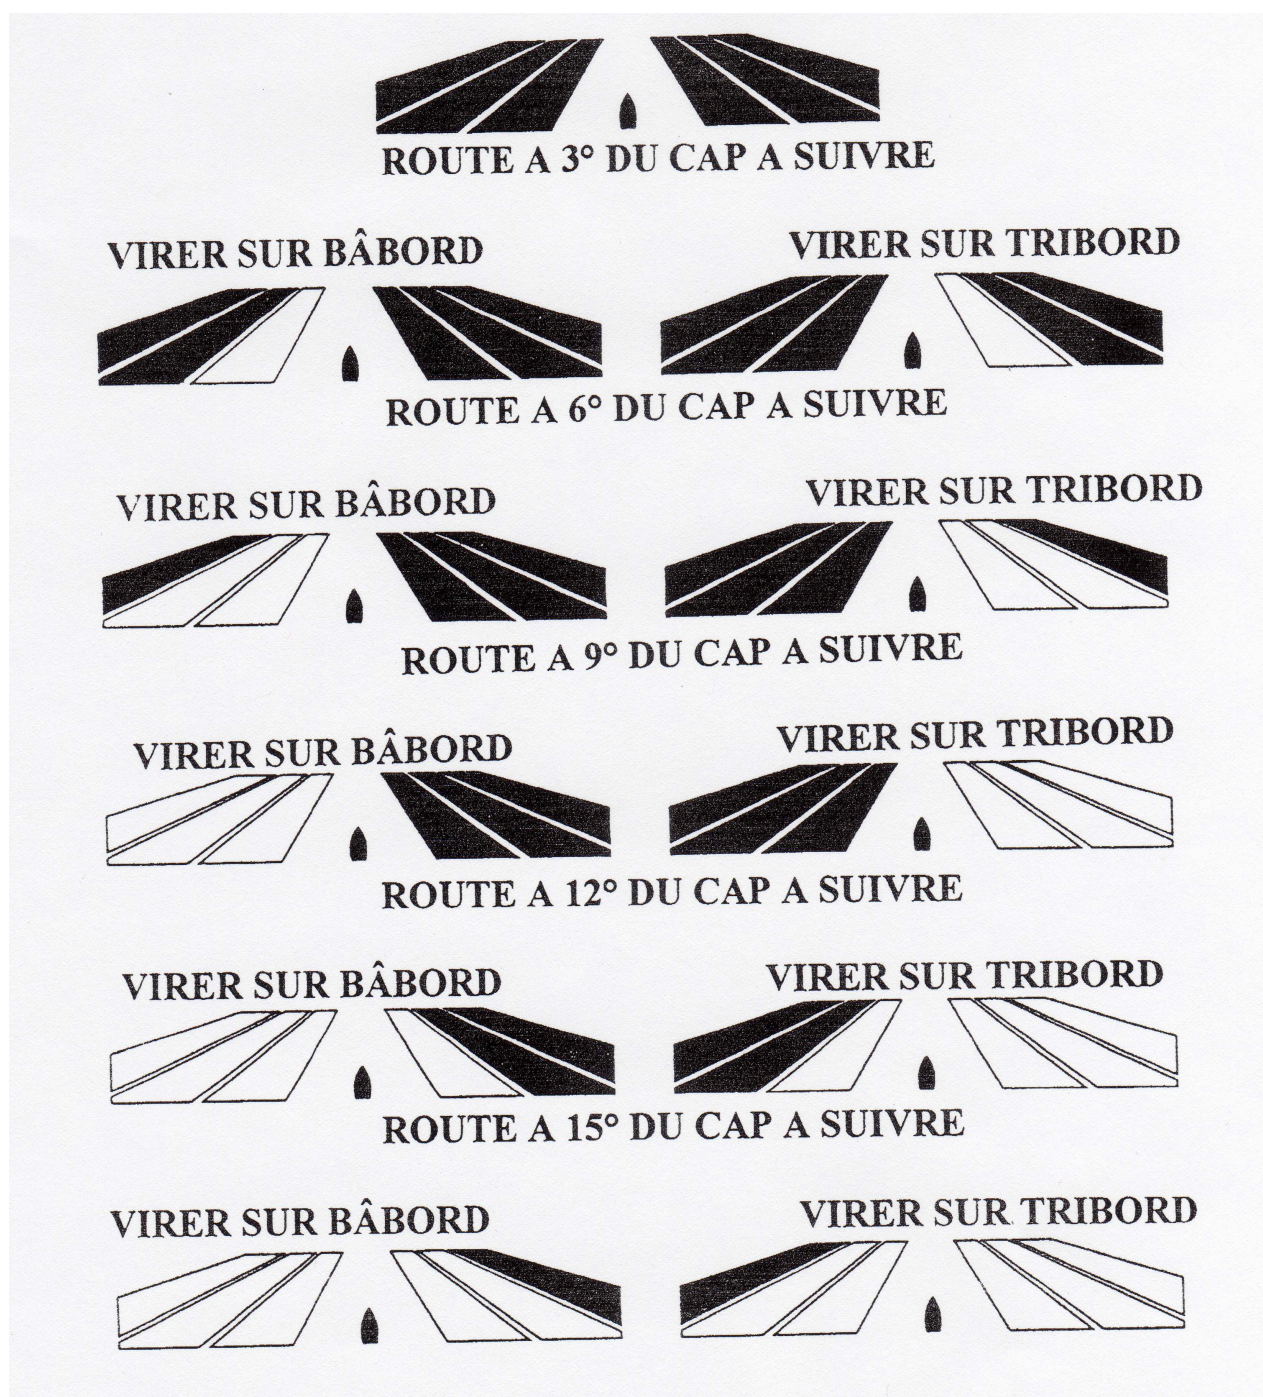 ROUTE A 3° DU CAP A SUIVRE
VIRER SUR BÂBORD
VIRER SUR TRIBORD
ROUTE A 6° DU CAP A SUIVRE
VIRER SUR BÂBORD
VIRER SUR TRIBORD
ROUTE A 9° DU CAP A SUIVRE
VIRER SUR BÂBORD
VIRER SUR TRIBORD
ROUTE A 12° DU CAP A SUIVRE
VIRER SUR BÂBORD
VIRER SUR TRIBORD
ROUTE A 15° DU CAP A SUIVRE
VIRER SUR BÂBORD
VIRER SUR TRIBORD